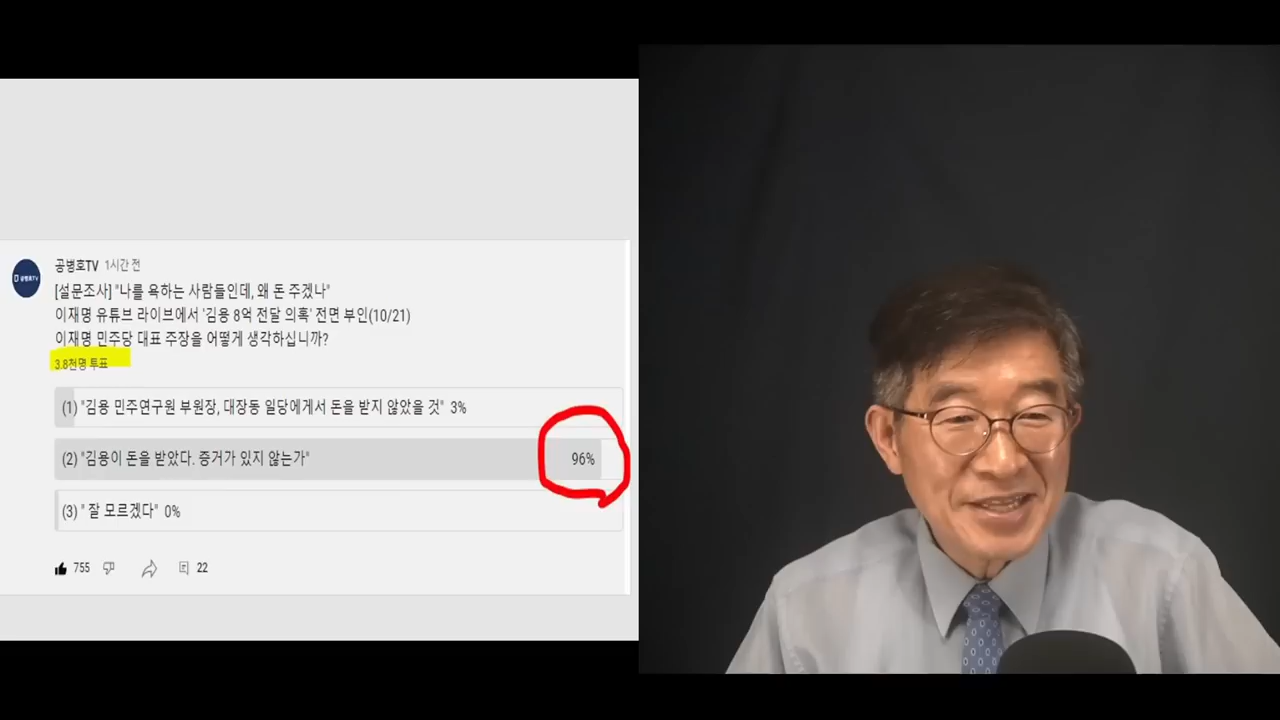 공병호TV
공병호TV 1시간 전
[설문조사] "나를 욕하는 사람들인데, 왜 돈 주겠나"
이재명 유튜브 라이브에서 '김용 8억 전달 의혹' 전면 부인(10/21)
이재명 민주당 대표 주장을 어떻게 생각하십니까?
3.8천명 투표
(1) "김용 민주연구원 부원장, 대장동 일당에게서 돈을 받지 않았을 것" 3%
(2) "김용이 돈을 받았다. 증거가 있지 않는가" 96%
(3) " 잘 모르겠다" 0%
755 22